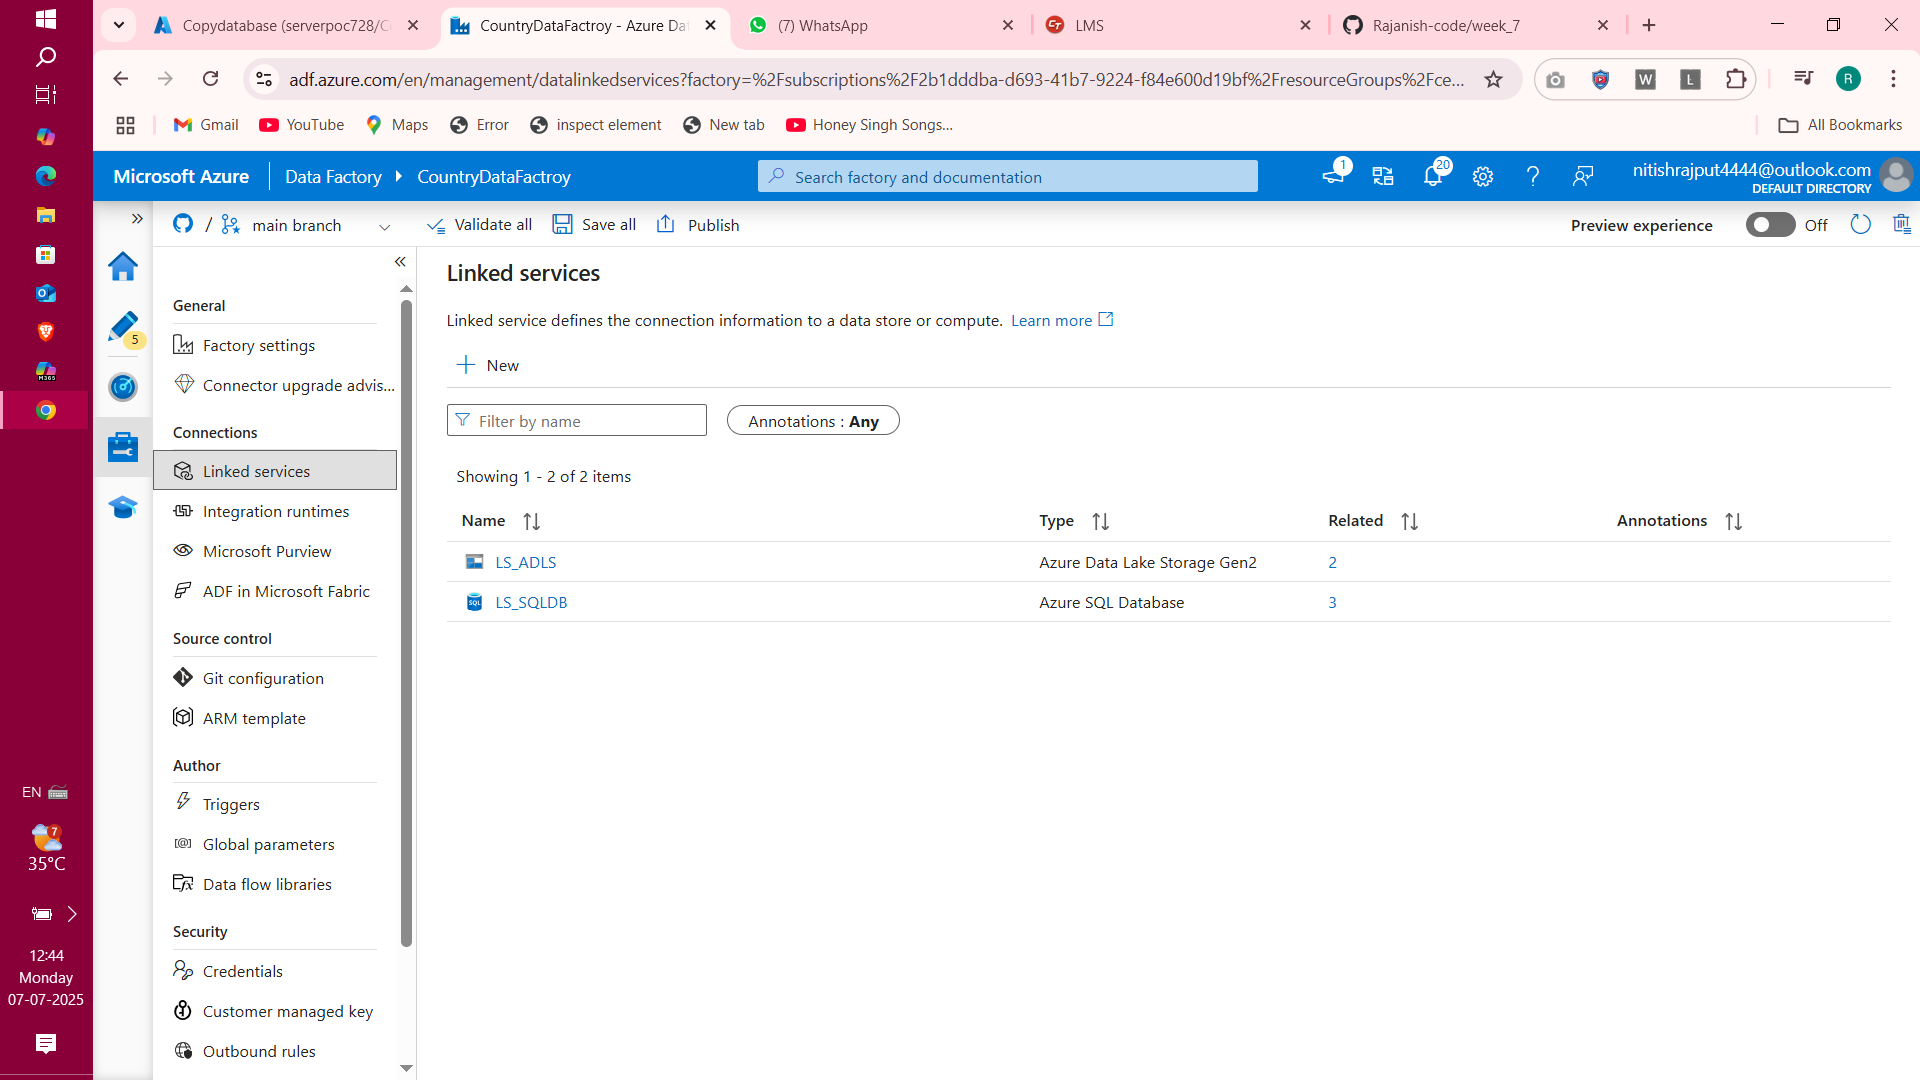 Copydatabase (serverpoc728/C
CountryDataFactroy - Azure Da
(7) WhatsApp
LMS
Rajanish-code/week_7
adf.azure.com/en/management/datalinkedservices?factory=%2Fsubscriptions%2F2b1dddba-d693-41b7-9224-f84e600d19bf%2FresourceGroups%2Fce...
W
L
R
Gmail
YouTube
Maps
Error
inspect element
New tab
Honey Singh Songs...
All Bookmarks
Microsoft Azure
Data Factory
CountryDataFactroy
Search factory and documentation
1
20
nitishrajput4444@outlook.com
DEFAULT DIRECTORY
/
main branch
Validate all
Save all
Publish
Preview experience
Off
5
General
Factory settings
Connector upgrade advis...
Connections
Linked services
Integration runtimes
Microsoft Purview
ADF in Microsoft Fabric
Source control
Git configuration
ARM template
Author
Triggers
Global parameters
Data flow libraries
Security
Credentials
Customer managed key
Outbound rules
Linked services
Linked service defines the connection information to a data store or compute. Learn more
New
Filter by name
Annotations : Any
Showing 1 - 2 of 2 items
Name Type Related Annotations
LS_ADLS Azure Data Lake Storage Gen2 2
SQL LS_SQLDB Azure SQL Database 3
M365
EN
7
35°C
12:44
Monday
07-07-2025